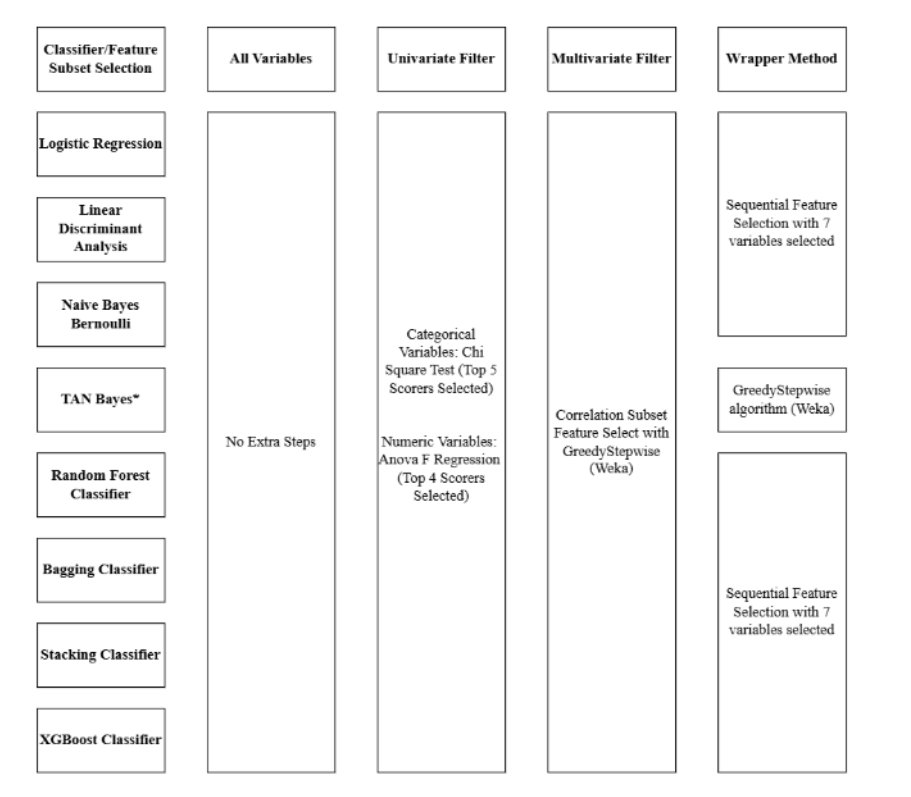 Classifier/Feature
Subset Selection
All Variables
Univariate Filter
Multivariate Filter
Wrapper Method
Logistic Regression
Linear
Discriminant
Analysis
Naive Bayes
Bernoulli
TAN Bayes*
Random Forest
Classifier
Bagging Classifier
Stacking Classifier
XGBoost Classifier
No Extra Steps
Categorical
Variables: Chi
Square Test (Top 5
Scorers Selected)
Numeric Variables:
Anova F Regression
(Top 4 Scorers
Selected)
Correlation Subset
Feature Select with
GreedyStepwise
(Weka)
Sequential Feature
Selection with 7
variables selected
GreedyStepwise
algorithm (Weka)
Sequential Feature
Selection with 7
variables selected